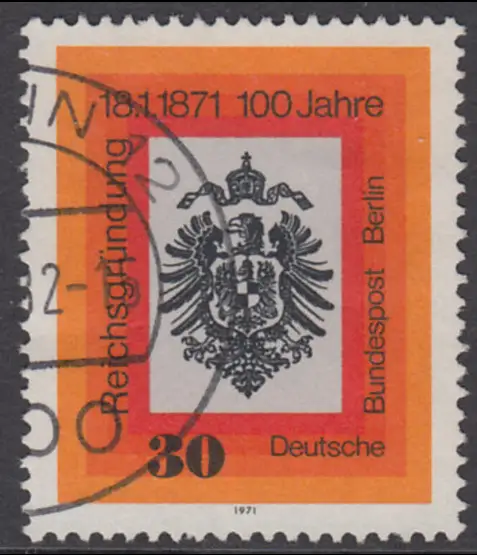 18.1.1871 100 Jahre
Reichsgründung
30
Deutsche
Bundespost Berlin
1971